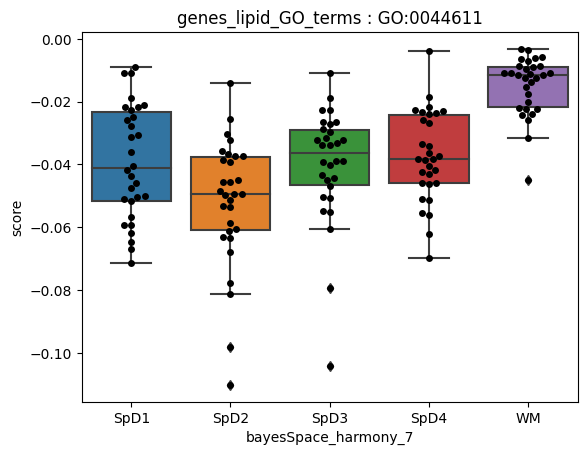 genes_lipid_GO_terms : GO:0044611
0.00
−0.02
−0.04
−0.06
−0.08
−0.10
score
SpD1 SpD2 SpD3 SpD4 WM
bayesSpace_harmony_7